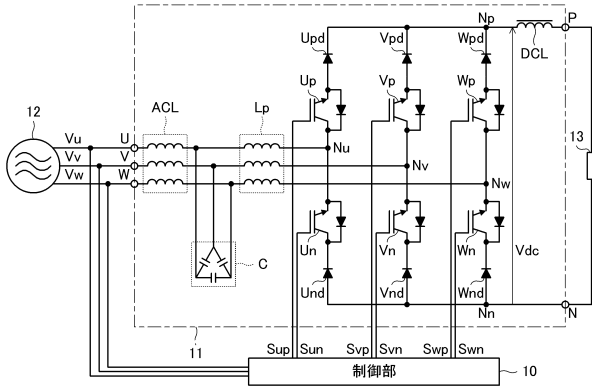 Np
P
Upd
Vpd
Wpd
DCL
Up
Vp
Wp
ACL
Lp
12
13
Vu
U
Vv
V
Vw
W
Nu
Nv
Nw
Un
Vn
Wn
Vdc
C
Und
Vnd
Wnd
Nn
N
11
Sup
Sun
Svp
Svn
Swp
Swn
制御部
10